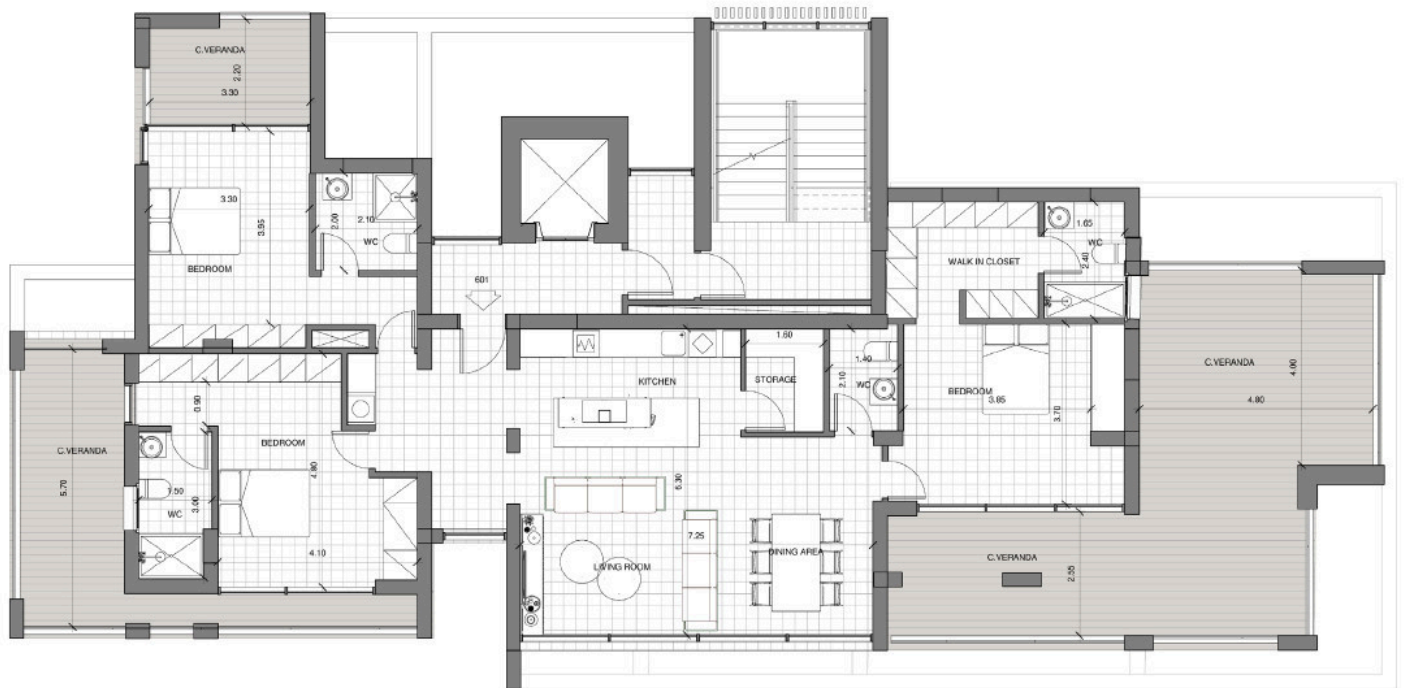 C.VERANDA
2.20
3.30
3.30
3.95
BEDROOM
2.00
2.10
WC
601
WALK IN CLOSET
1.65
WC
2.40
C.VERANDA
4.00
4.80
KITCHEN
1.60
STORAGE
1.40
2.10
WC
BEDROOM
3.85
3.70
0.90
BEDROOM
4.80
C.VERANDA
5.70
1.50
3.00
WC
4.10
6.30
7.25
LIVING ROOM
DINING AREA
C.VERANDA
2.55